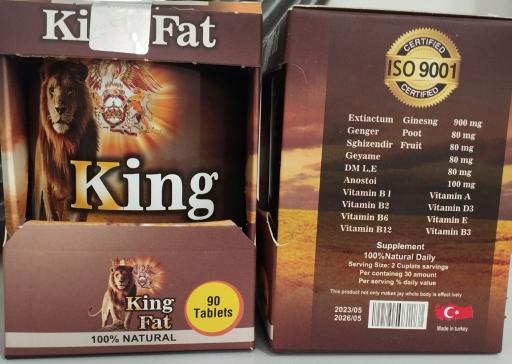 Ki Fat
King
King
Fat
90
Tablets
100% NATURAL
CERTIFIED
ISO 9001
CERTIFIED
Extiactum Ginesng 900 mg
Genger Poot 80 mg
Sghizendir Fruit 80 mg
Geyame 80 mg
DM L,E 80 mg
Anostoi 100 mg
Vitamin B1 Vitamin A
Vitamin B2 Vitamin D3
Vitamin B6 Vitamin E
Vitamin B12 Vitamin B3
Supplement
100%Natural Daily
Serving Size: 2 Cuptats sarvings
Per containeg 30 amount
Per serving % daily value
This product not only makes jay whole body is effect ively
2023/05
2026/05
Made in turkey